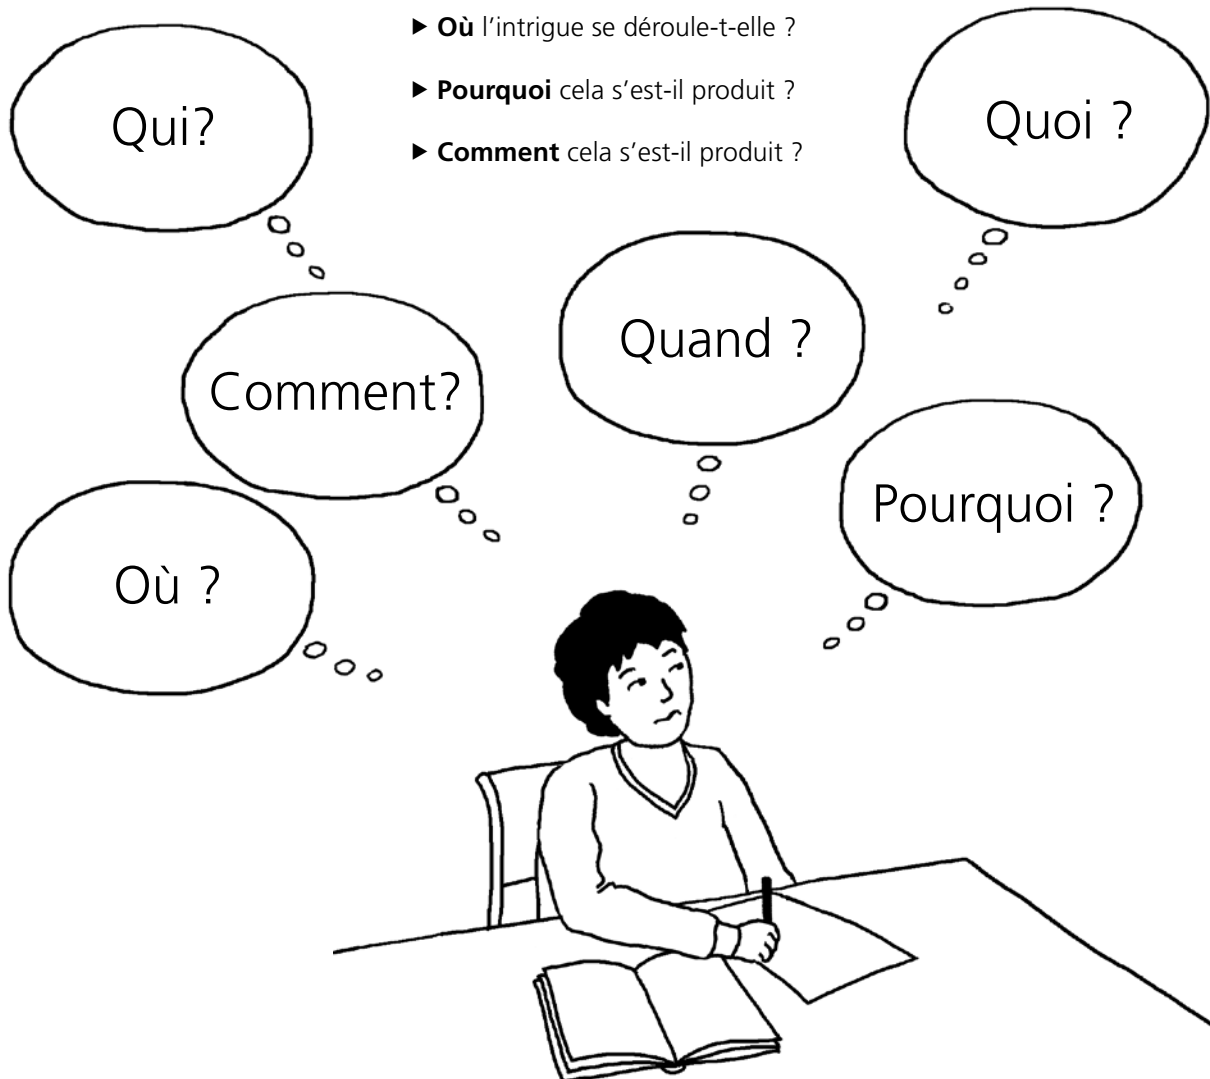 ▶ Où l’intrigue se déroule-t-elle ?
▶ Pourquoi cela s’est-il produit ?
▶ Comment cela s’est-il produit ?
Qui?
Quoi ?
Quand ?
Comment?
Pourquoi ?
Où ?